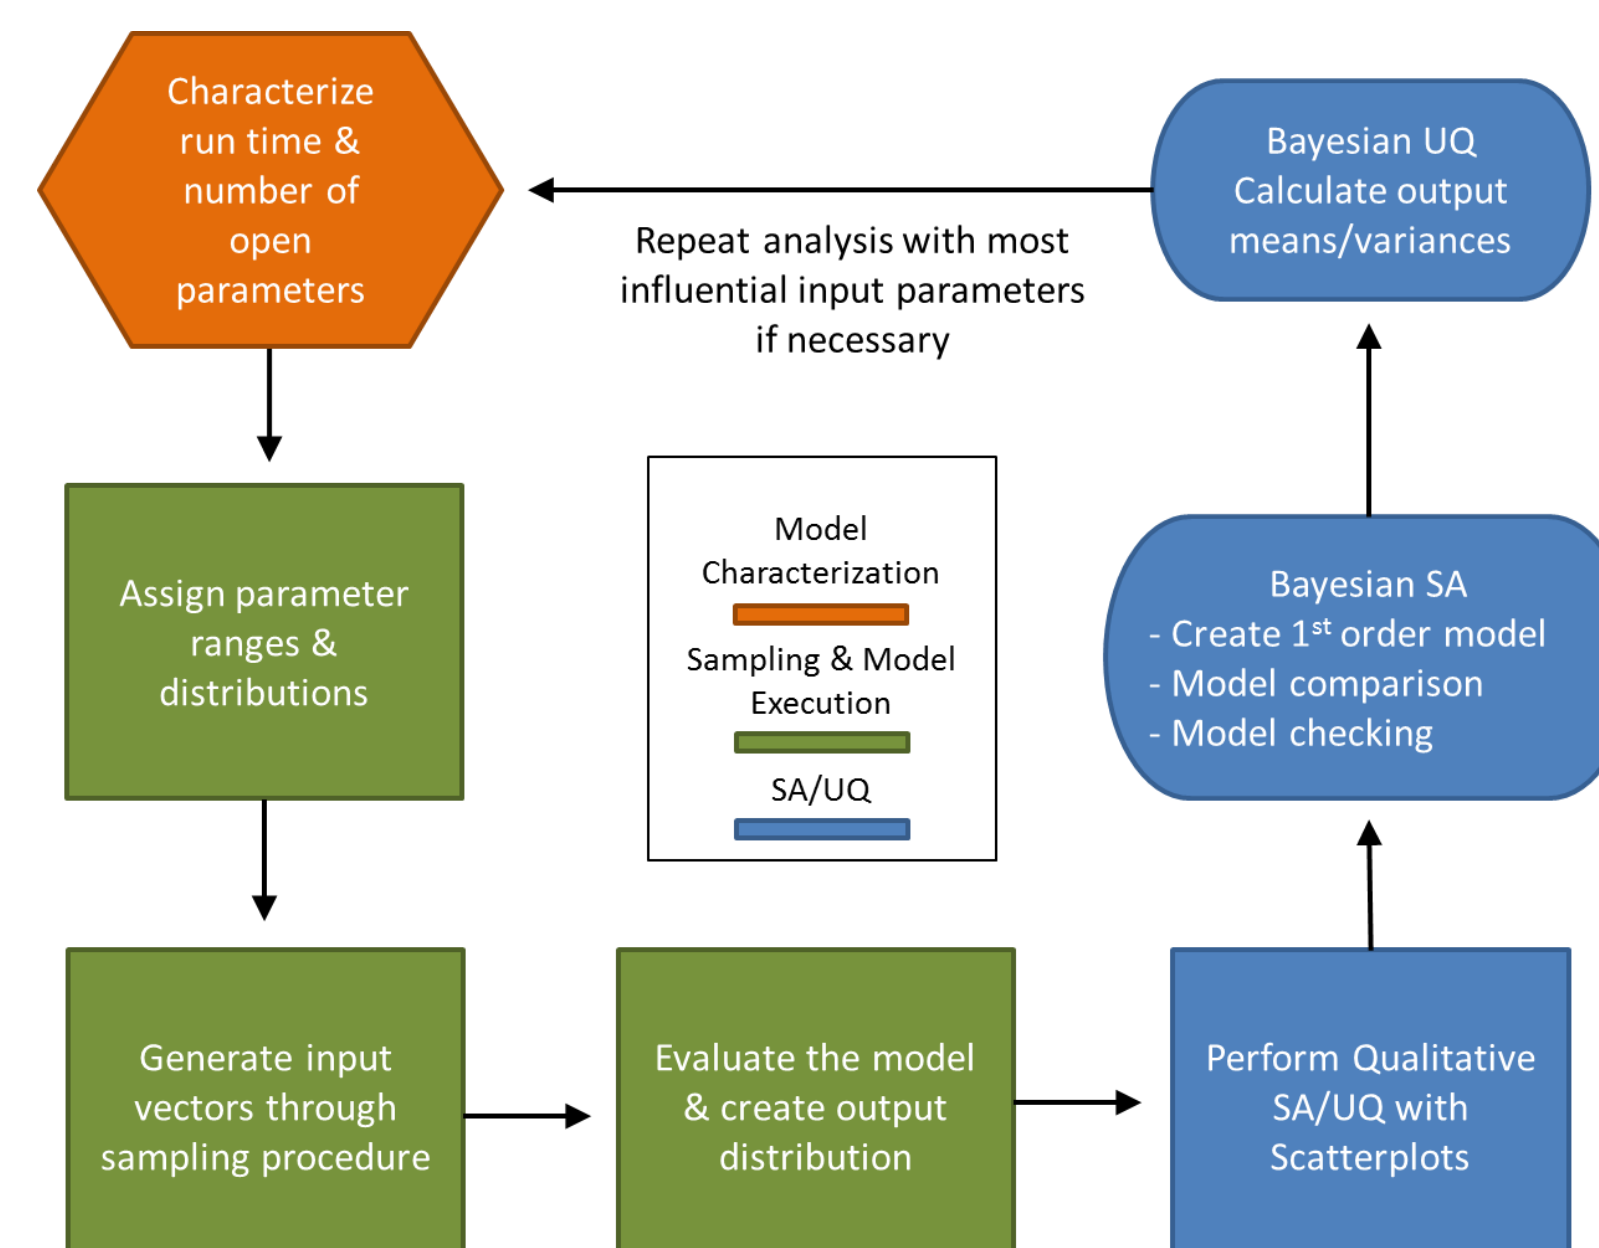 Characterize
run time &
number of
open
parameters
Bayesian UQ
Calculate output
means/variances
Repeat analysis with most
influential input parameters
if necessary
Assign parameter
ranges &
distributions
Model
Characterization
Sampling & Model
Execution
SA/UQ
Bayesian SA
- Create 1st order model
- Model comparison
- Model checking
Generate input
vectors through
sampling procedure
Evaluate the model
& create output
distribution
Perform Qualitative
SA/UQ with
Scatterplots